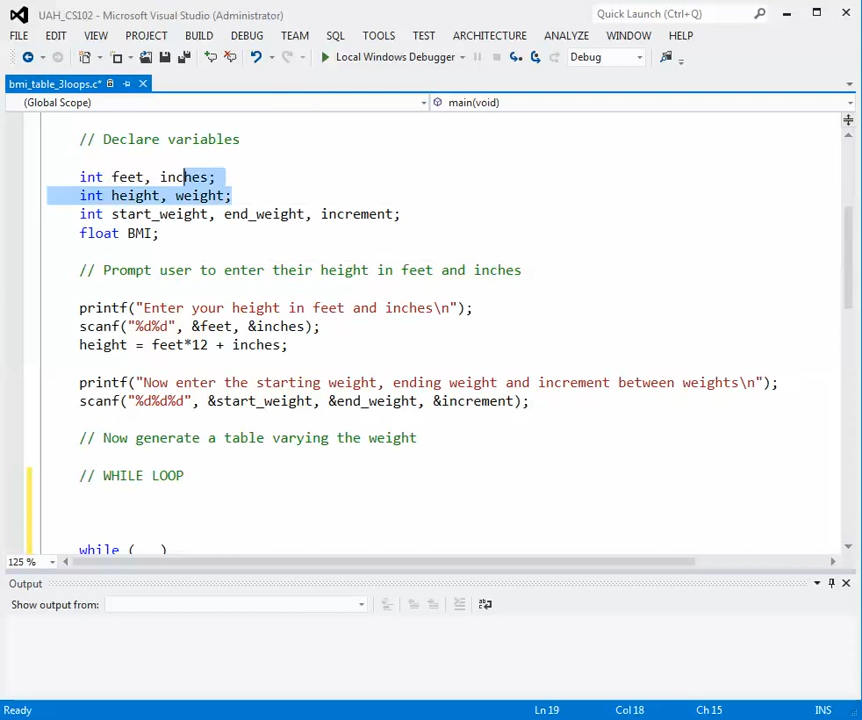 UAH_CS102 - Microsoft Visual Studio (Administrator)
Quick Launch (Ctrl+Q)
FILE EDIT VIEW PROJECT BUILD DEBUG TEAM SQL TOOLS TEST ARCHITECTURE ANALYZE WINDOW HELP
Local Windows Debugger Debug
bmi_table_3loops.c*
(Global Scope) main(void)
// Declare variables
int feet, inches;
int height, weight;
int start_weight, end_weight, increment;
float BMI;
// Prompt user to enter their height in feet and inches
printf("Enter your height in feet and inches\n");
scanf("%d%d", &feet, &inches);
height = feet*12 + inches;
printf("Now enter the starting weight, ending weight and increment between weights\n");
scanf("%d%d%d", &start_weight, &end_weight, &increment);
// Now generate a table varying the weight
// WHILE LOOP
while ( )
125 %
Output
Show output from:
Ready Ln 19 Col 18 Ch 15 INS